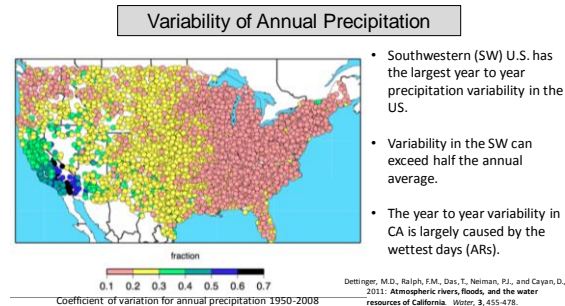 Variability of Annual Precipitation
• Southwestern (SW) U.S. has
the largest year to year
precipitation variability in the
US.
• Variability in the SW can
exceed half the annual
average.
• The year to year variability in
CA is largely caused by the
wettest days (ARs).
fraction
0.1 0.2 0.3 0.4 0.5 0.6 0.7
Coefficient of variation for annual precipitation 1950-2008
Dettinger, M.D., Ralph, F.M., Das, T., Neiman, P.J., and Cayan, D.,
2011: Atmospheric rivers, floods, and the water
resources of California. Water, 3, 455-478.